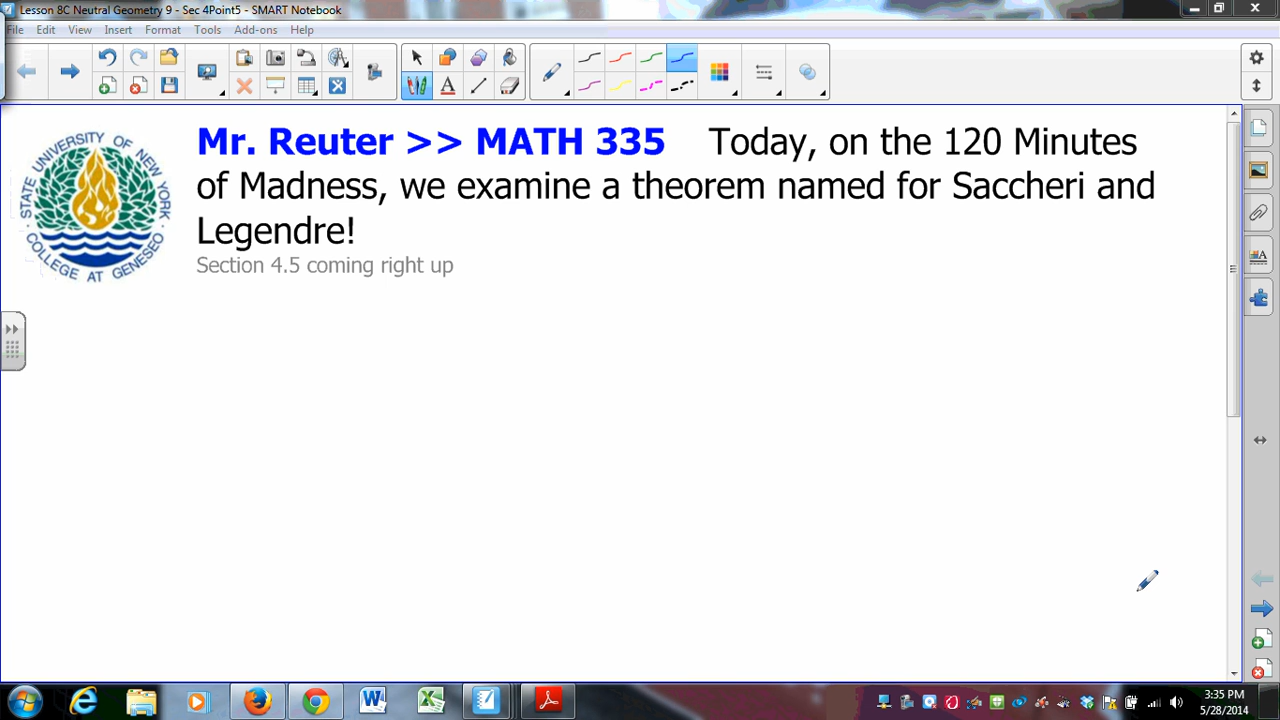 Lesson 8C Neutral Geometry 9 - Sec 4Point5 - SMART Notebook
File Edit View Insert Format Tools Add-ons Help
Mr. Reuter >> MATH 335 Today, on the 120 Minutes
of Madness, we examine a theorem named for Saccheri and
Legendre!
Section 4.5 coming right up
STATE UNIVERSITY OF NEW YORK
· COLLEGE AT GENESEO ·
3:35 PM
5/28/2014